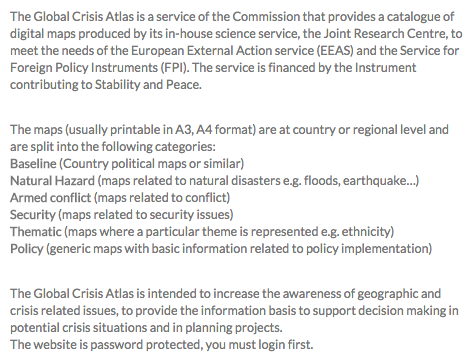 The Global Crisis Atlas is a service of the Commission that provides a catalogue of
digital maps produced by its in-house science service, the Joint Research Centre, to
meet the needs of the European External Action service (EEAS) and the Service for
Foreign Policy Instruments (FPI). The service is financed by the Instrument
contributing to Stability and Peace.
The maps (usually printable in A3, A4 format) are at country or regional level and
are split into the following categories:
Baseline (Country political maps or similar)
Natural Hazard (maps related to natural disasters e.g. floods, earthquake...)
Armed conflict (maps related to conflict)
Security (maps related to security issues)
Thematic (maps where a particular theme is represented e.g. ethnicity)
Policy (generic maps with basic information related to policy implementation)
The Global Crisis Atlas is intended to increase the awareness of geographic and
crisis related issues, to provide the information basis to support decision making in
potential crisis situations and in planning projects.
The website is password protected, you must login first.